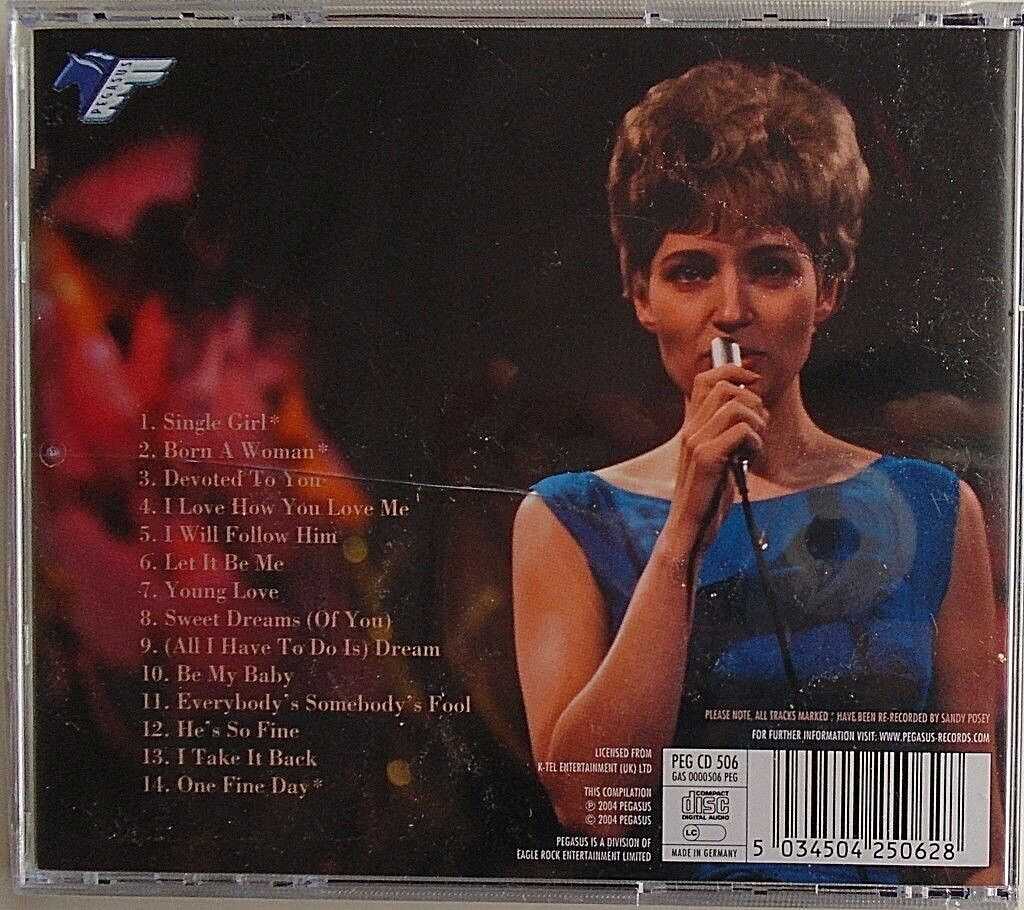 PEGASUS
1. Single Girl*
2. Born A Woman*
3. Devoted To You
4. I Love How You Love Me
5. I Will Follow Him
6. Let It Be Me
7. Young Love
8. Sweet Dreams (Of You)
9. (All I Have To Do Is) Dream
10. Be My Baby
11. Everybody's Somebody's Fool
12. He's So Fine
13. I Take It Back
14. One Fine Day*
PLEASE NOTE, ALL TRACKS MARKED * HAVE BEEN RE-RECORDED BY SANDY POSEY
FOR FURTHER INFORMATION VISIT: WWW.PEGASUS-RECORDS.COM
LICENSED FROM
K-TEL ENTERTAINMENT (UK) LTD
THIS COMPILATION
℗ 2004 PEGASUS
© 2004 PEGASUS
PEGASUS IS A DIVISION OF
EAGLE ROCK ENTERTAINMENT LIMITED
PEG CD 506
GAS 0000506 PEG
COMPACT
disc
DIGITAL AUDIO
LC
MADE IN GERMANY
5 034504 250628